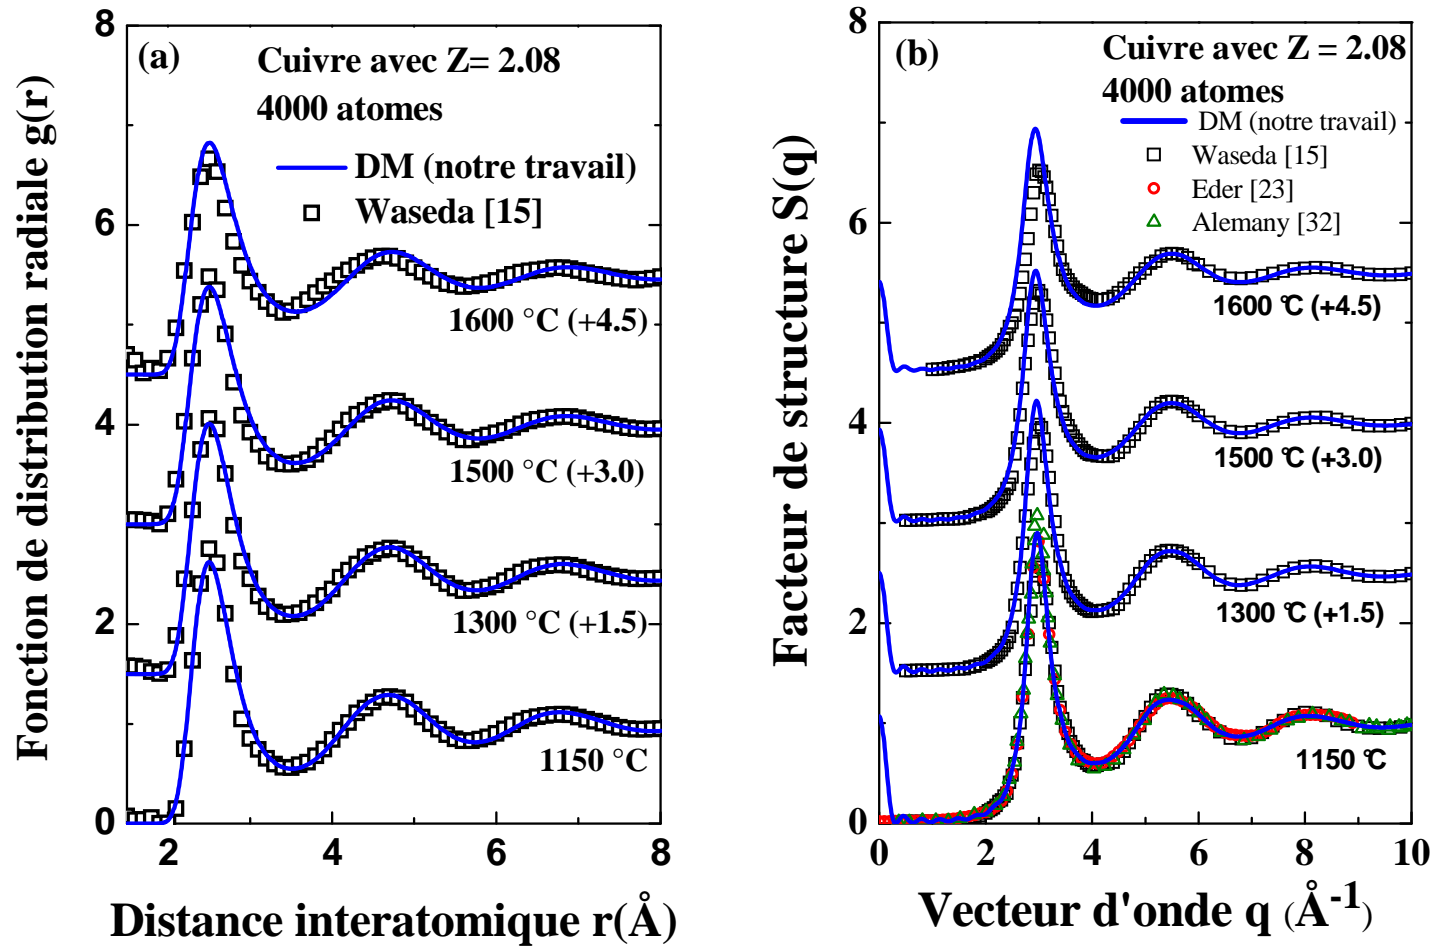 (a)
Cuivre avec Z= 2.08
4000 atomes
DM (notre travail)
Waseda [15]
1600 °C (+4.5)
1500 °C (+3.0)
1300 °C (+1.5)
1150 °C
8
6
4
2
0
2
4
6
8
Fonction de distribution radiale g(r)
Distance interatomique r(Å)
(b)
Cuivre avec Z = 2.08
4000 atomes
DM (notre travail)
Waseda [15]
Eder [23]
Alemany [32]
1600 °C (+4.5)
1500 °C (+3.0)
1300 °C (+1.5)
1150 °C
8
6
4
2
0
0
2
4
6
8
10
Facteur de structure S(q)
Vecteur d'onde q (Å-1)